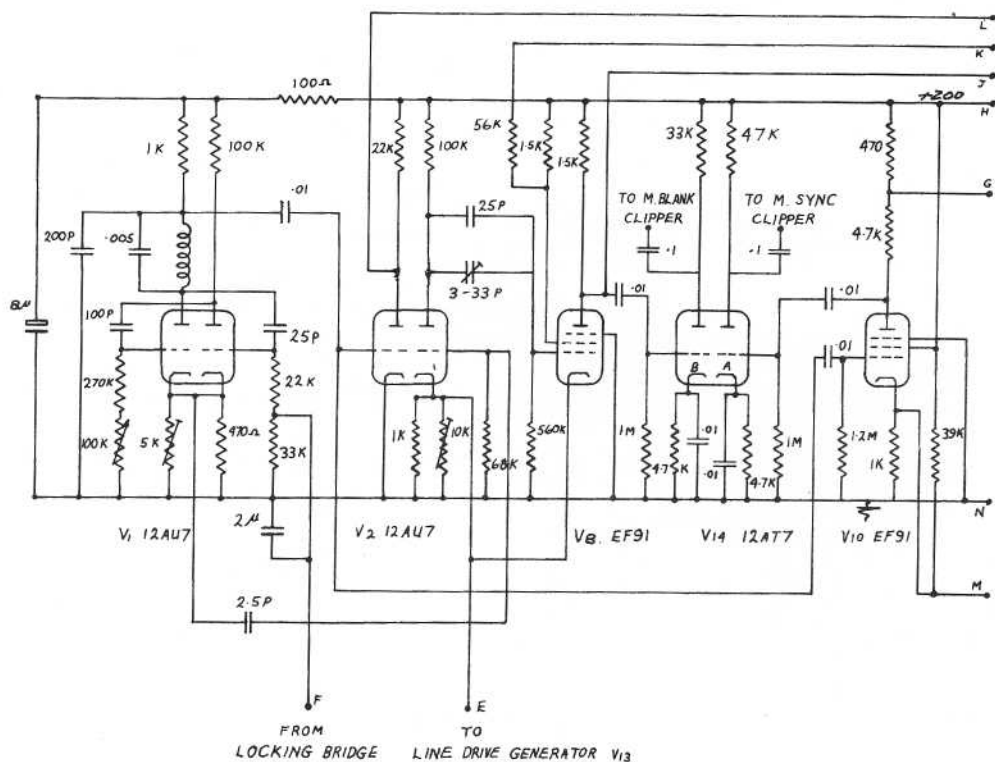 L
K
J
100Ω
+200
H
1K
100K
22K
100K
56K
1.5K
1.5K
33K
47K
470
TO M.BLANK
CLIPPER
TO M. SYNC
CLIPPER
G
.01
25P
200P
.005
.1
.1
4.7K
3-33P
8µ
100P
25P
.01
.01
.01
B A
270K
22K
100K
5K
470Ω
33K
1K
10K
68K
560K
1M
4.7K
.01
.01
4.7K
1M
1.2M
1K
39K
2µ
N
V1 12AU7
V2 12AU7
V8. EF91
V14 12AT7
V10 EF91
2.5P
M
F
E
FROM
LOCKING BRIDGE
TO
LINE DRIVE GENERATOR V13